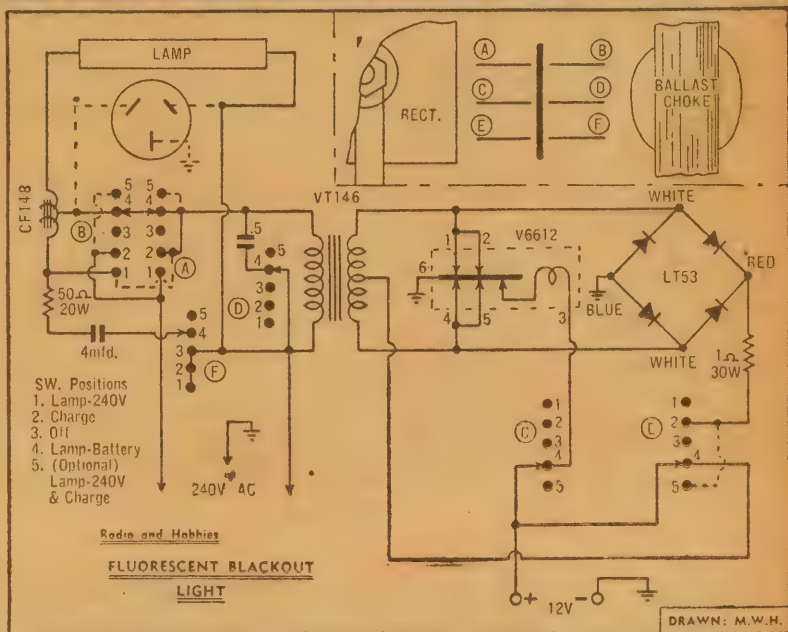 LAMP
CF148
B
5 5
4 4
3 3
2 2
1 1
A
50Ω
20W
4mfd.
5
4
3
2
1
F
.5
5
4
3
2
1
D
VT146
SW. Positions
1. Lamp-240V
2. Charge
3. Off
4. Lamp-Battery
5. (Optional)
Lamp-240V
& Charge
240V AC
Radio and Hobbies
FLUORESCENT BLACKOUT
LIGHT
RECT.
A B
C D
E F
BALLAST
CHOKE
WHITE
V6612
1 2
6
4 5 3
LT53
RED
BLUE
WHITE
1Ω
30W
1
2
3
4
5
C
1
2
3
4
5
E
+ 12V −
DRAWN: M.W.H.